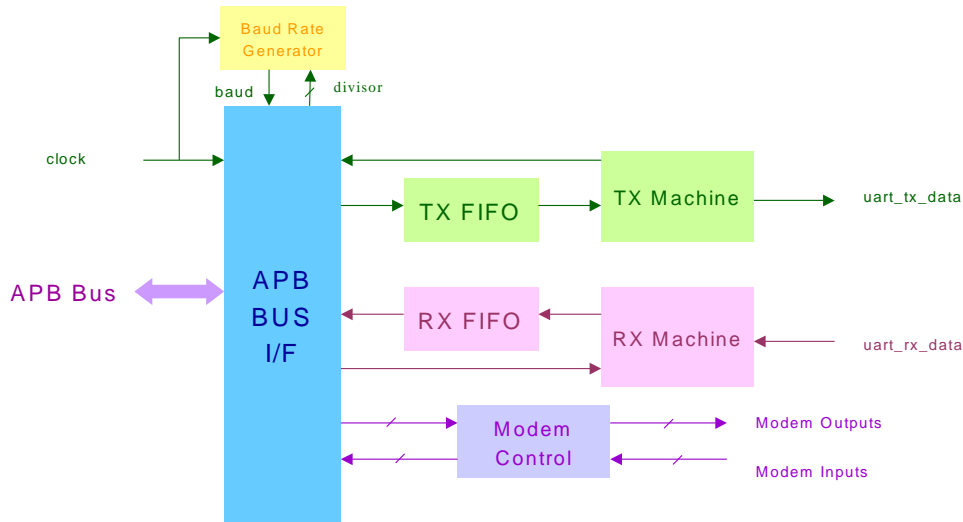 Baud Rate
Generator
baud
divisor
clock
TX FIFO
TX Machine
uart_tx_data
APB Bus
APB
BUS
I/F
RX FIFO
RX Machine
uart_rx_data
Modem
Control
Modem Outputs
Modem Inputs